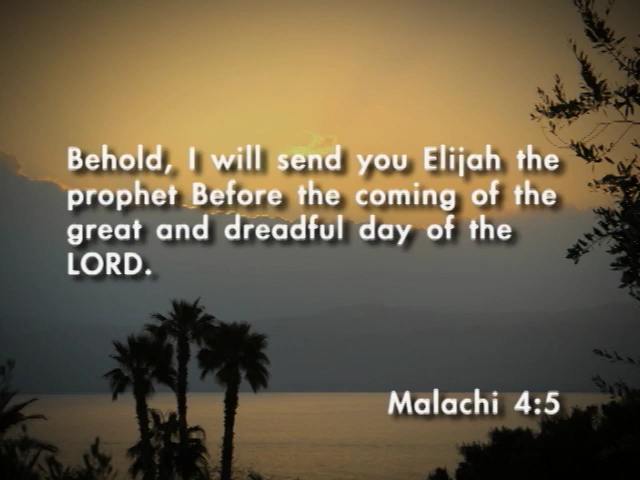 Behold, I will send you Elijah the
prophet Before the coming of the
great and dreadful day of the
LORD.
Malachi 4:5